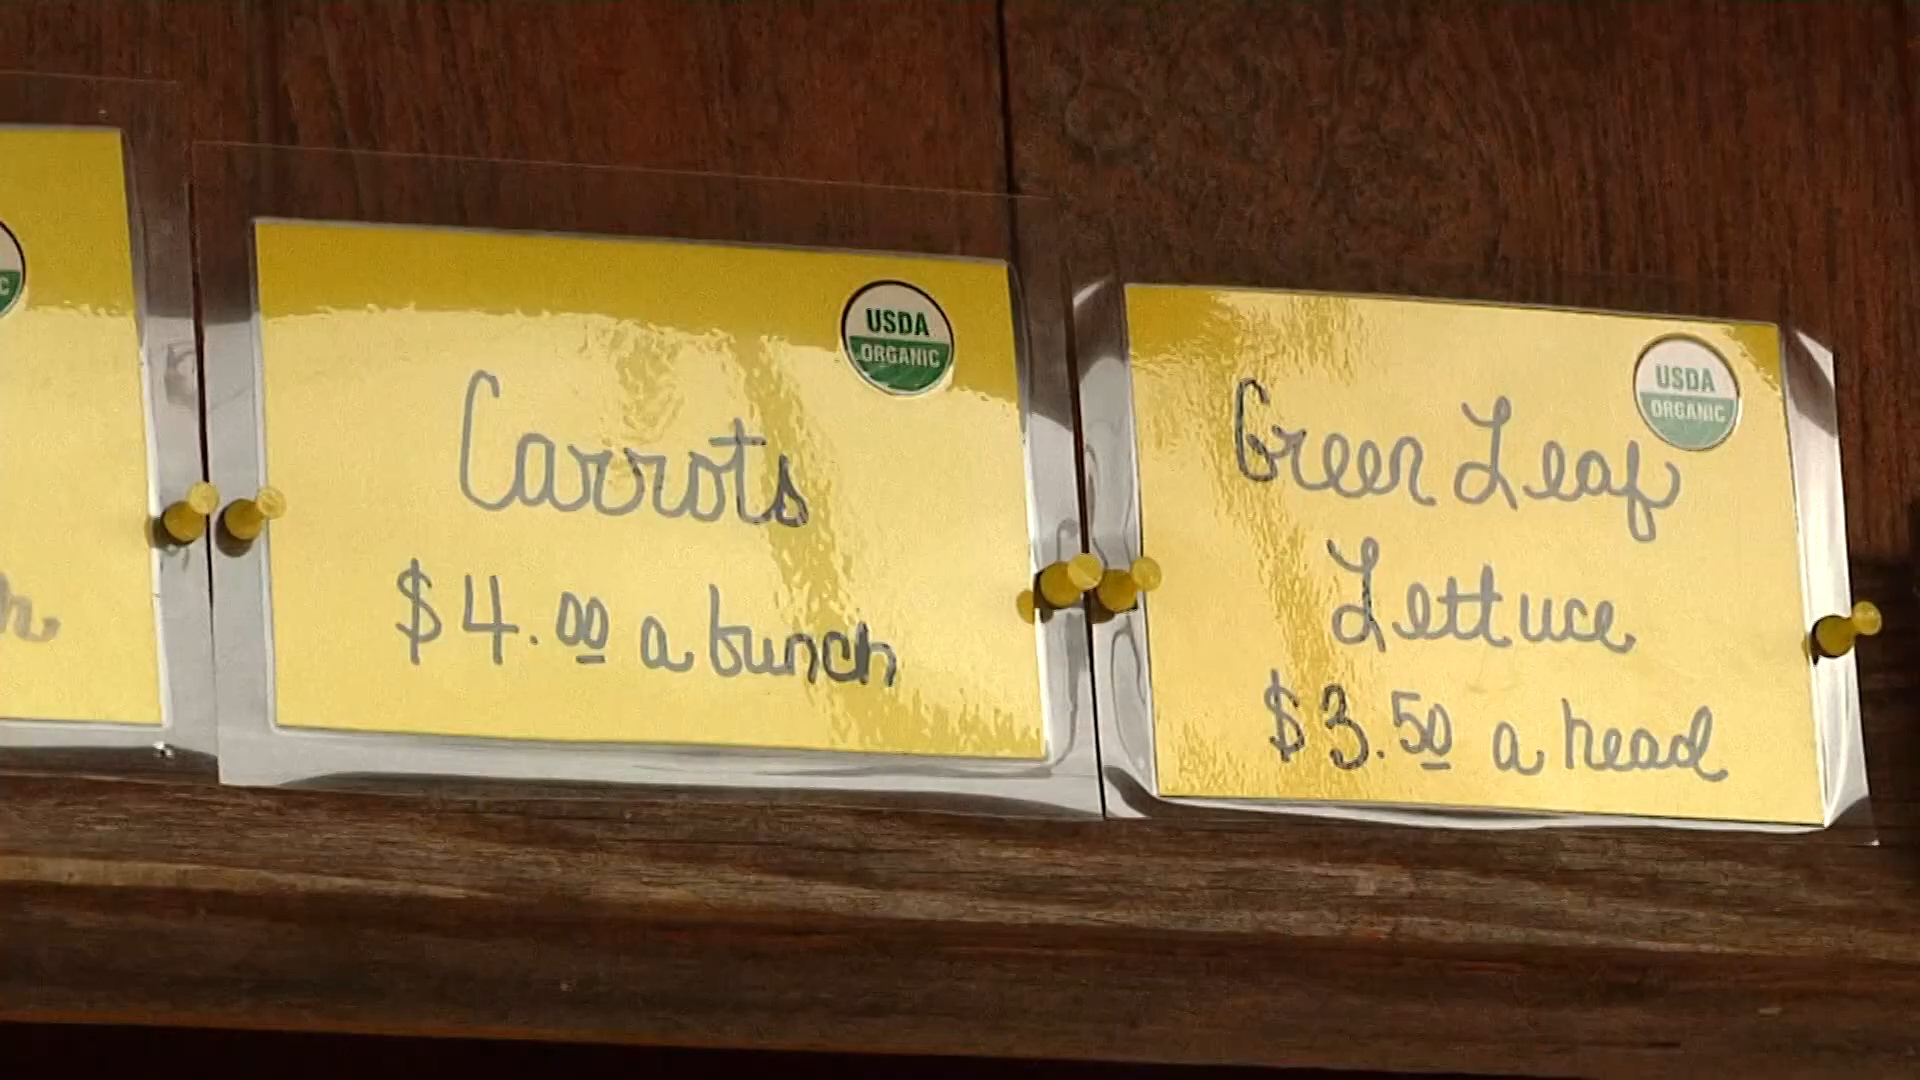 USDA
ORGANIC
Carrots
$4.00 a bunch
USDA
ORGANIC
Green Leaf
Lettuce
$3.50 a head